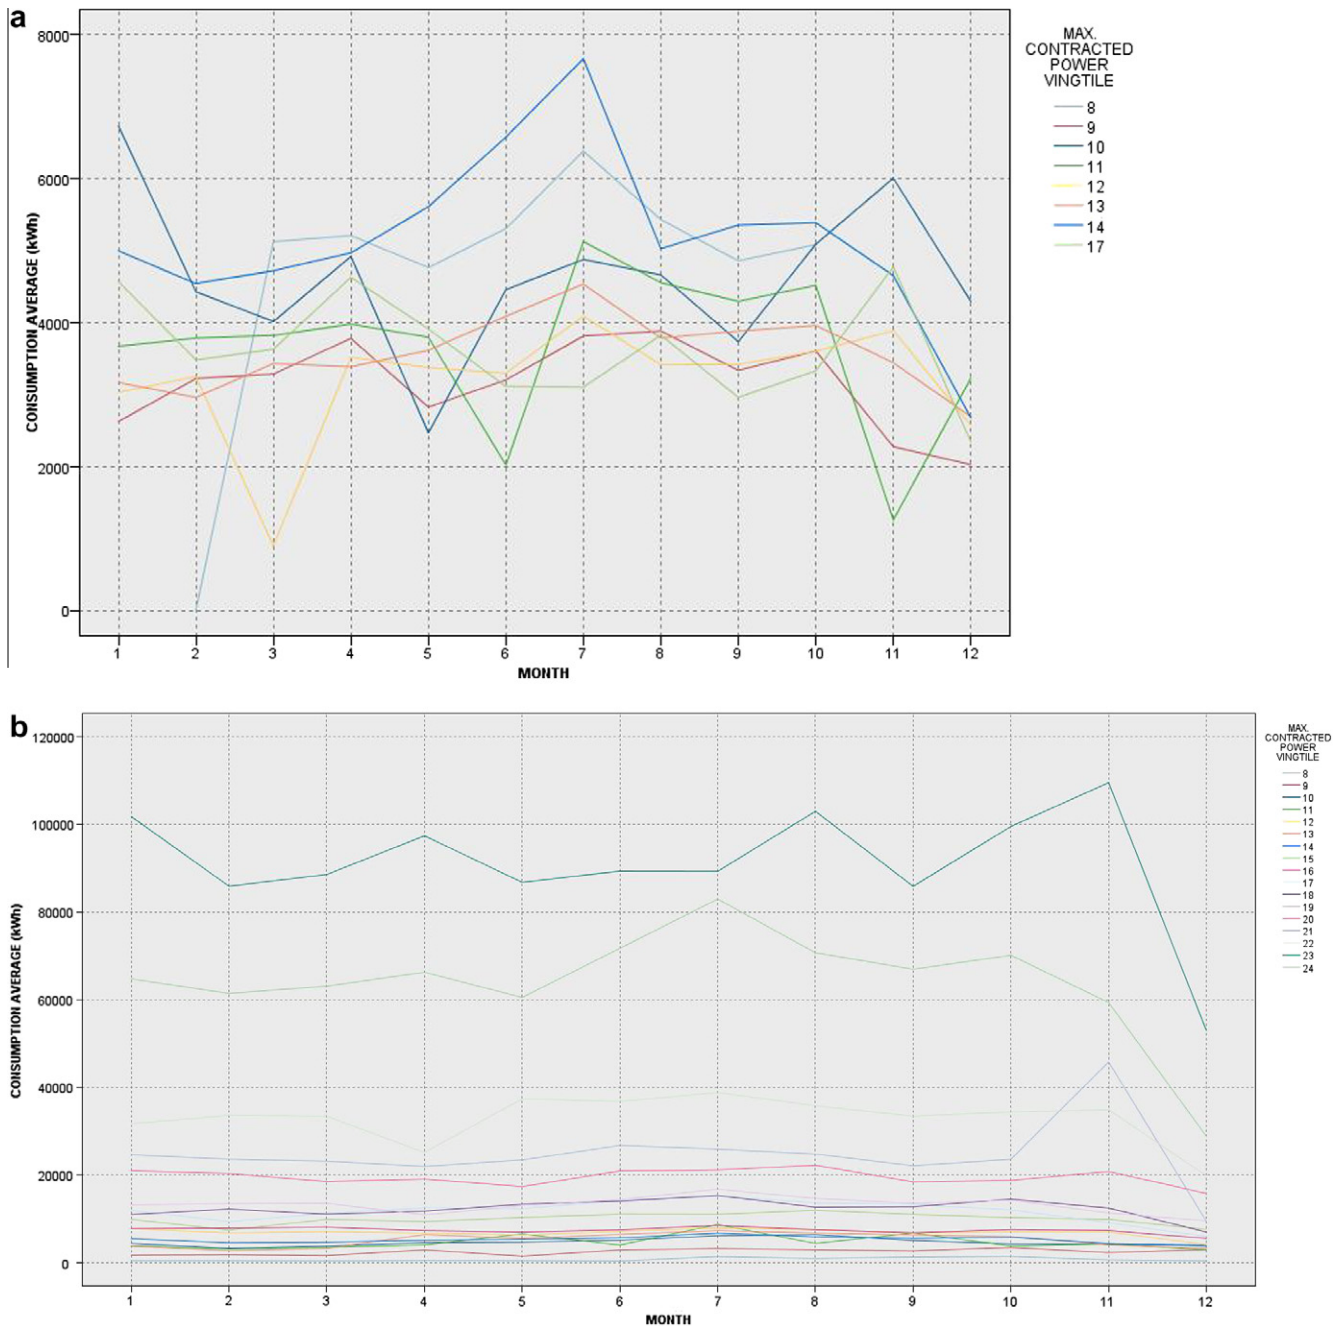 a
8000
6000
4000
2000
0
CONSUMPTION AVERAGE (kWh)
1 2 3 4 5 6 7 8 9 10 11 12
MONTH
MAX.
CONTRACTED
POWER
VINGTILE
8
9
10
11
12
13
14
17
b
120000
100000
80000
60000
40000
20000
0
CONSUMPTION AVERAGE (kWh)
1 2 3 4 5 6 7 8 9 10 11 12
MONTH
MAX.
CONTRACTED
POWER
VINGTILE
8
9
10
11
12
13
14
15
16
17
18
19
20
21
22
23
24